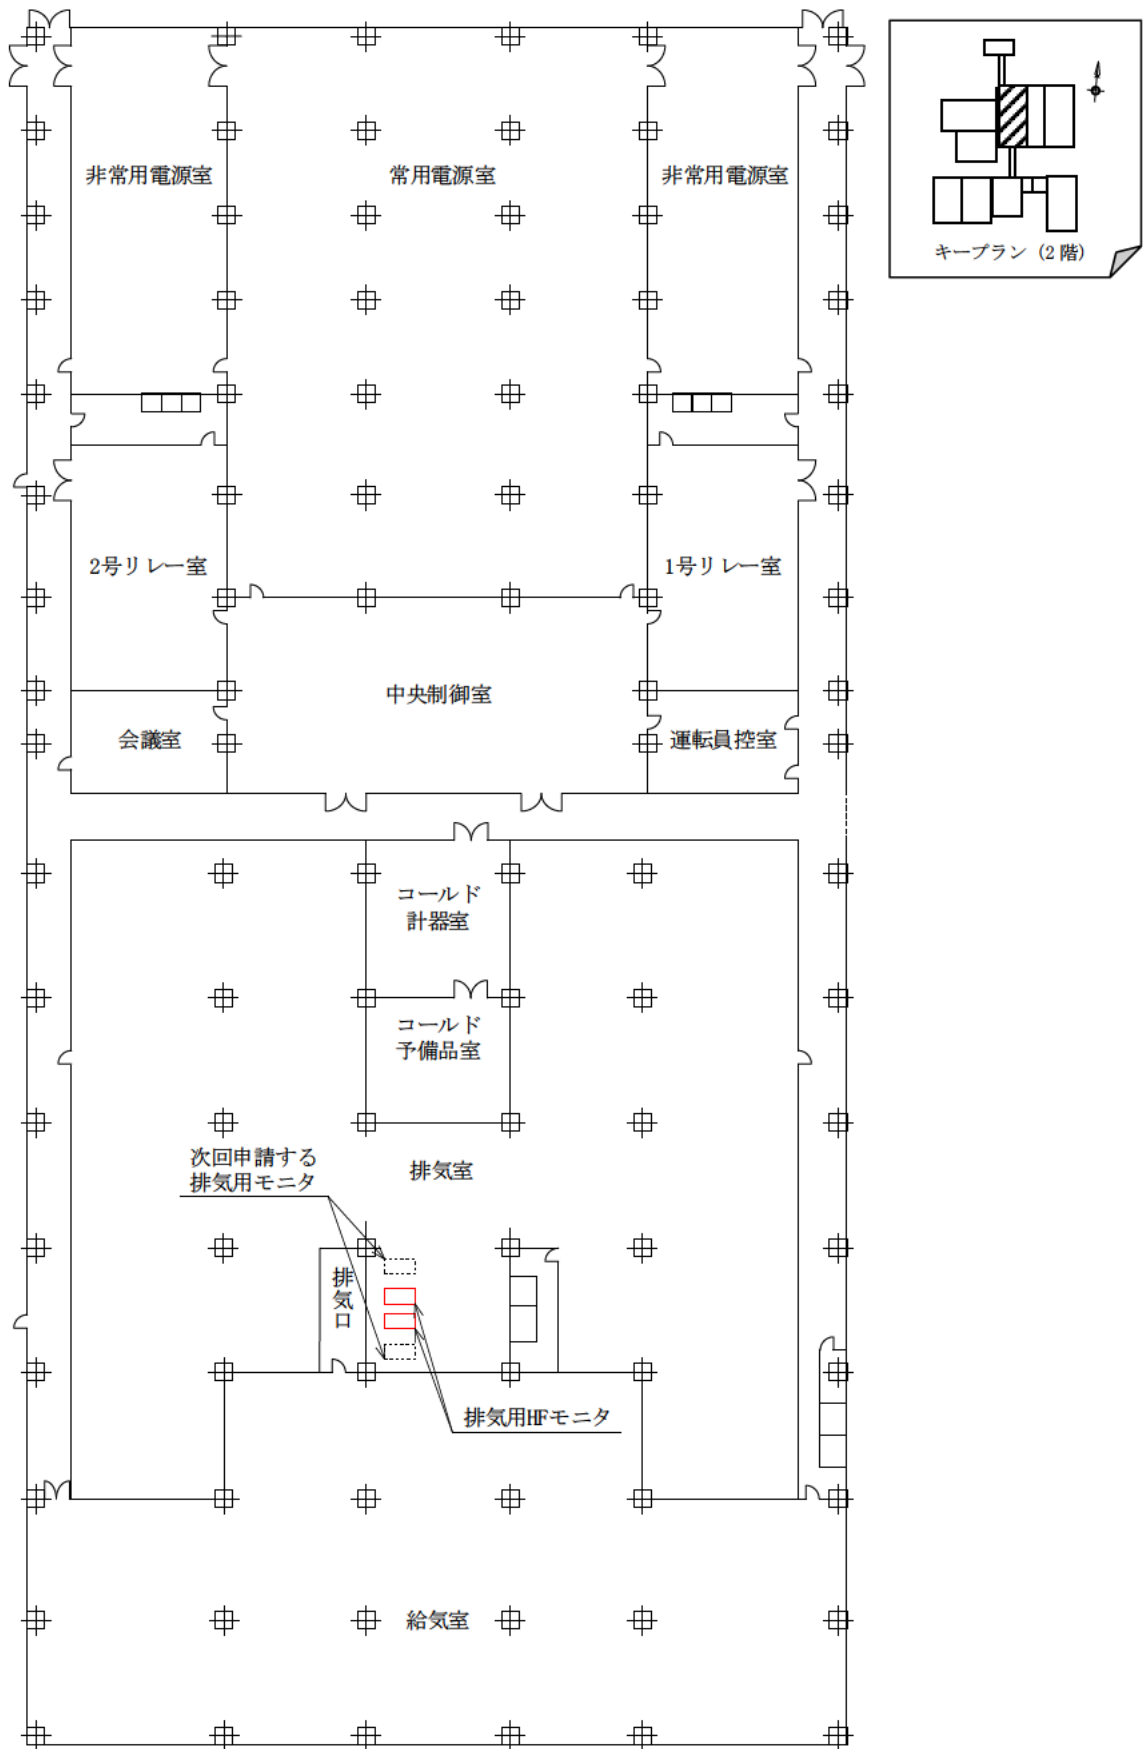 非常用電源室
常用電源室
非常用電源室
キープラン (2 階)
2号リレー室
1号リレー室
中央制御室
会議室
運転員控室
コールド
計器室
コールド
予備品室
次回申請する
排気用モニタ
排気室
排気口
排気用HFモニタ
給気室